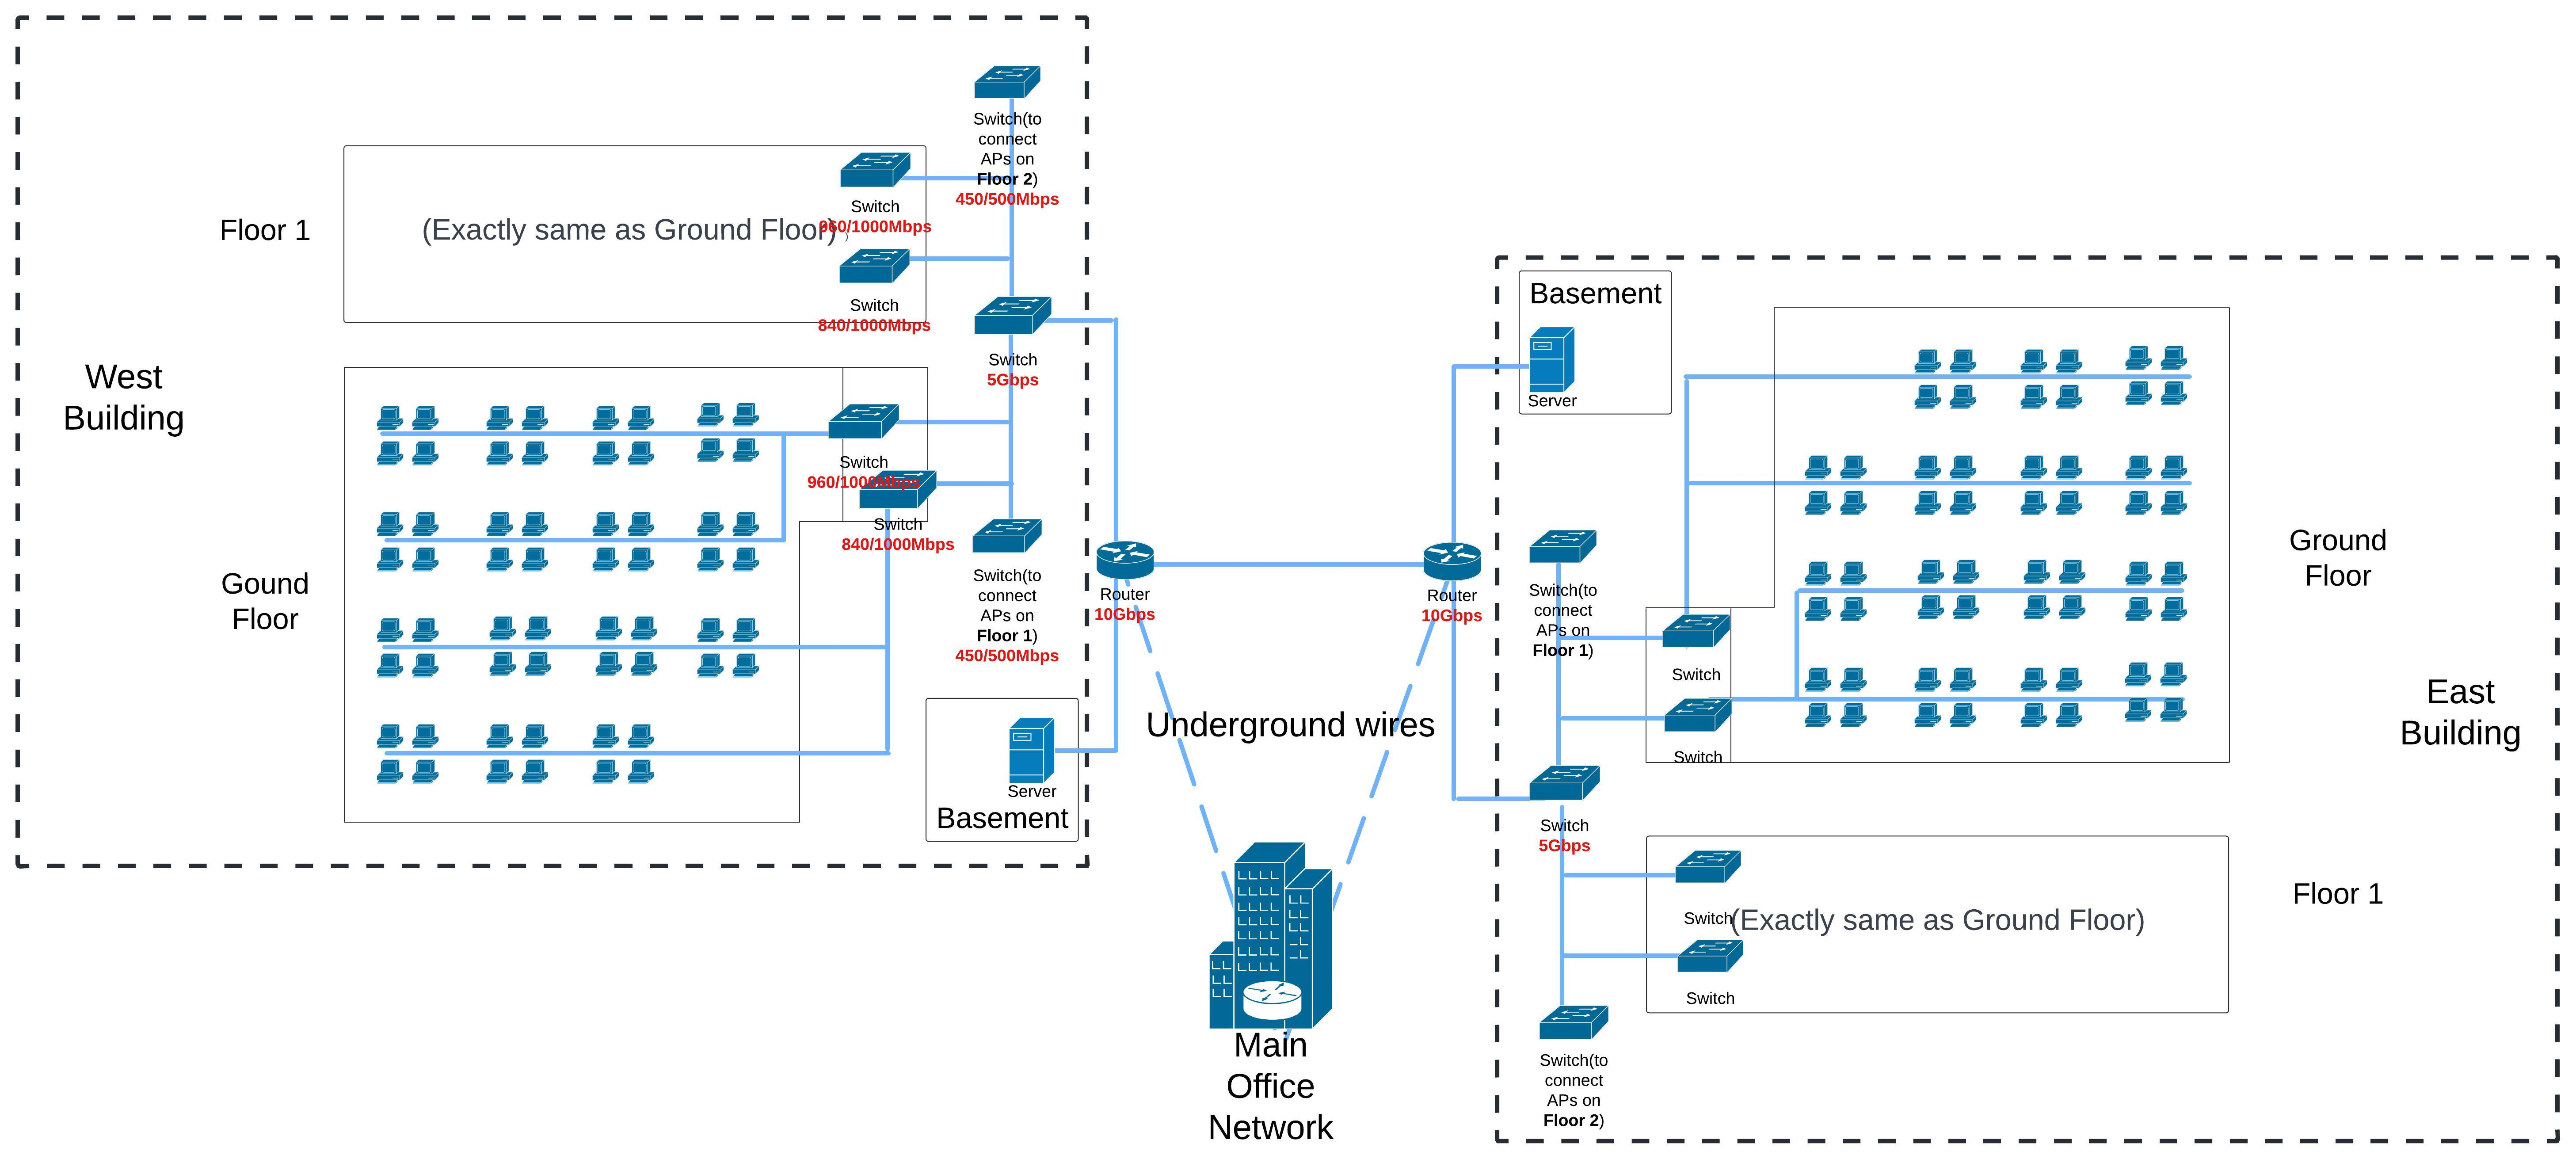 Switch(to
connect
APs on
Floor 2)
450/500Mbps
Switch
960/1000Mbps
Floor 1
(Exactly same as Ground Floor)
)
Switch
840/1000Mbps
Switch
5Gbps
West
Building
Switch
960/1000Mbps
Switch
840/1000Mbps
Gound
Floor
Switch(to
connect
APs on
Floor 1)
450/500Mbps
Server
Basement
Router
10Gbps
Router
10Gbps
Underground wires
Main
Office
Network
Basement
Server
Switch(to
connect
APs on
Floor 1)
Switch
Switch
Ground
Floor
East
Building
Switch
5Gbps
Switch
(Exactly same as Ground Floor)
Floor 1
Switch
Switch(to
connect
APs on
Floor 2)